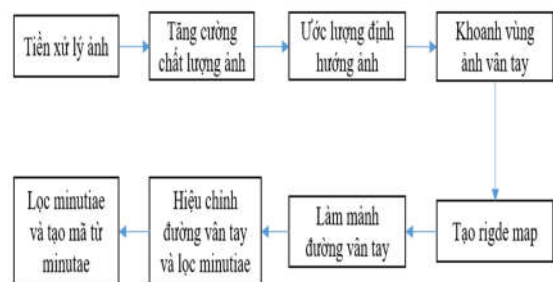 Tiền xử lý ảnh
Tăng cường
chất lượng ảnh
Ước lượng định
hướng ảnh
Khoanh vùng
ảnh vân tay
Tạo rigde map
Làm mảnh
đường vân tay
Hiệu chỉnh
đường vân tay
và lọc minutiae
Lọc minutiae
và tạo mã từ
minutae